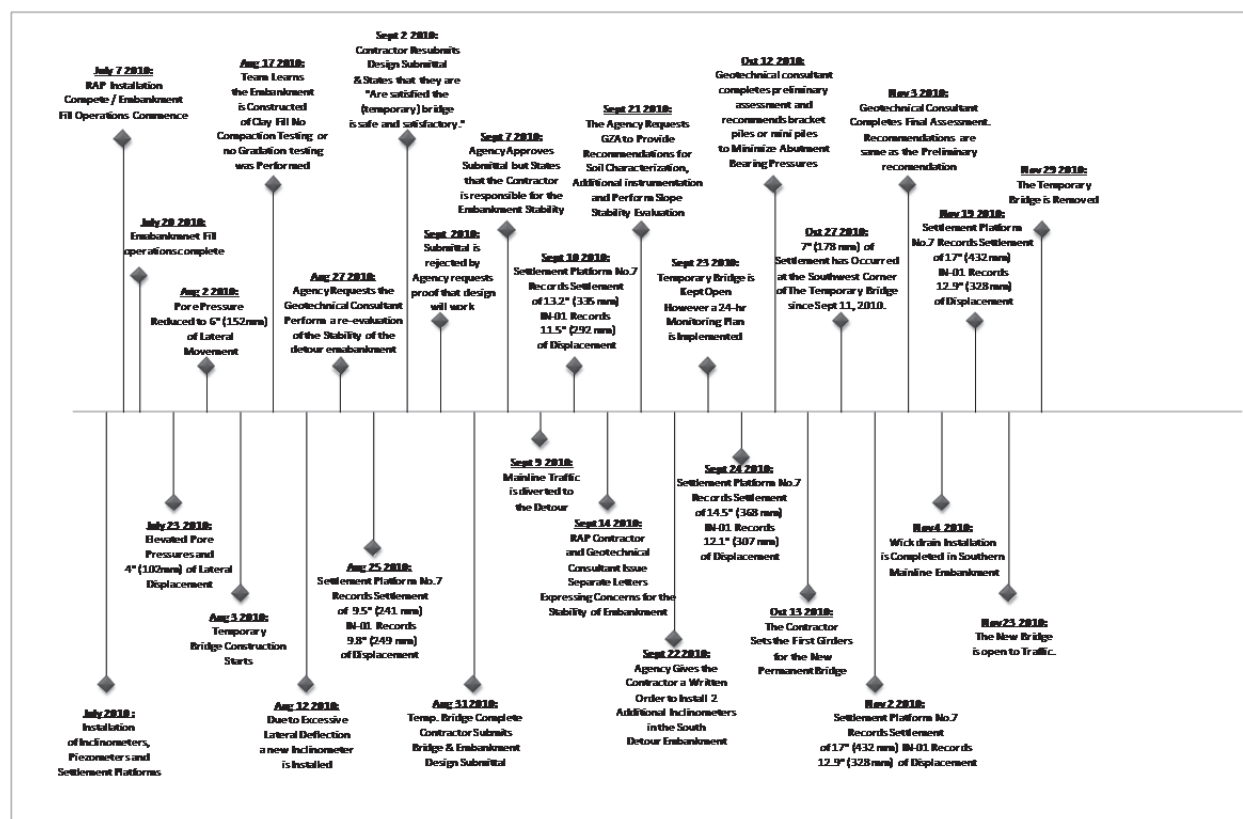 July 7 2010:
RAP Installation
Compete / Embankment
Fill Operations Commence
July 20 2010:
Emabankmnet Fill
operations complete
Aug 2 2010:
Pore Pressure
Reduced to 6" (152mm)
of Lateral
Movement
Aug 17 2010:
Team Learns
the Embankment
is Constructed
of Clay Fill No
Compaction Testing or
no Gradation testing
was Performed
Aug 27 2010:
Agency Requests the
Geotechnical Consultant
Perform a re-evaluation
of the Stability of the
detour emabankment
Sept 2 2010:
Contractor Resubmits
Design Submittal
& States that they are
"Are satisfied the
(temporary) bridge
is safe and satisfactory."
Sept 2010:
Submittal is
rejected by
Agency requests
proof that design
will work
Sept 7 2010:
Agency Approves
Submittal but States
that the Contractor
is responsible for the
Embankment Stability
Sept 10 2010:
Settlement Platform No.7
Records Settlement
of 13.2" (335 mm)
IN-01 Records
11.5" (292 mm)
of Displacement
Sept 21 2010:
The Agency Requests
GZA to Provide
Recommendations for
Soil Characterization,
Additional instrumentation
and Perform Slope
Stability Evaluation
Sept 23 2010:
Temporary Bridge is
Kept Open
However a 24-hr
Monitoring Plan
is Implemented
Oct 12 2010:
Geotechnical consultant
completes preliminary
assessment and
recommends bracket
piles or mini piles
to Minimize Abutment
Bearing Pressures
Oct 27 2010:
7" (178 mm) of
Settlement has Occurred
at the Southwest Corner
of The Temporary Bridge
since Sept 11, 2010.
Nov 3 2010:
Geotechnical Consultant
Completes Final Assessment.
Recommendations are
same as the Preliminary
recomendation
Nov 19 2010:
Settlement Platform
No.7 Records Settlement
of 17" (432 mm)
IN-01 Records
12.9" (328 mm)
of Displacement
Nov 29 2010:
The Temporary
Bridge is Removed
July 2010 :
Installation
of Inclinometers,
Piezometers and
Settlement Platforms
July 23 2010:
Elevated Pore
Pressures and
4" (102mm) of Lateral
Displacement
Aug 3 2010:
Temporary
Bridge Construction
Starts
Aug 12 2010:
Due to Excessive
Lateral Deflection
a new Inclinometer
is Installed
Aug 25 2010:
Settlement Platform No.7
Records Settlement
of 9.5" (241 mm)
IN-01 Records
9.8" (249 mm)
of Displacement
Aug 31 2010:
Temp. Bridge Complete
Contractor Submits
Bridge & Embankment
Design Submittal
Sept 9 2010:
Mainline Traffic
is diverted to
the Detour
Sept 14 2010:
RAP Contractor
and Geotechnical
Consultant Issue
Separate Letters
Expressing Concerns for the
Stability of Embankment
Sept 22 2010:
Agency Gives the
Contractor a Written
Order to Install 2
Additional Inclinometers
in the South
Detour Embankment
Sept 24 2010:
Settlement Platform No.7
Records Settlement
of 14.5" (368 mm)
IN-01 Records
12.1" (307 mm)
of Displacement
Oct 13 2010:
The Contractor
Sets the First Girders
for the New
Permanent Bridge
Nov 2 2010:
Settlement Platform No.7
Records Settlement
of 17" (432 mm) IN-01 Records
12.9" (328 mm) of Displacement
Nov4 2010:
Wick drain Installation
is Completed in Southern
Mainline Embankment
Nov23 2010:
The New Bridge
is open to Traffic.